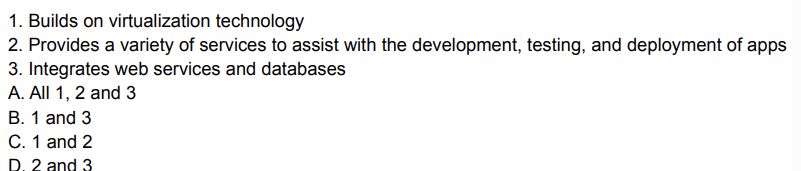 1. Builds on virtualization technology
2. Provides a variety of services to assist with the development, testing, and deployment of apps
3. Integrates web services and databases
A. All 1, 2 and 3
B. 1 and 3
C. 1 and 2
D. 2 and 3